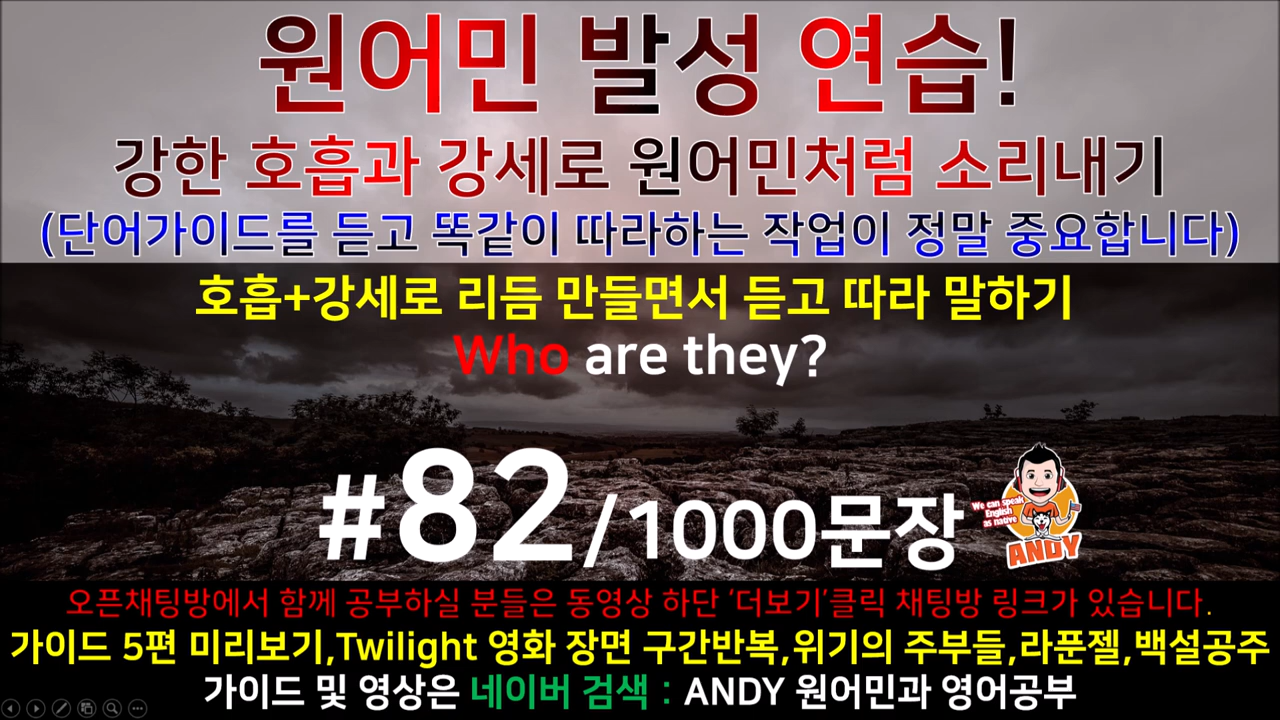 원어민 발성 연습!
강한 호흡과 강세로 원어민처럼 소리내기
(단어가이드를 듣고 똑같이 따라하는 작업이 정말 중요합니다)
호흡+강세로 리듬 만들면서 듣고 따라 말하기
Who are they?
#82/1000문장
We can speak
English
as native
ANDY
오픈채팅방에서 함께 공부하실 분들은 동영상 하단 '더보기'클릭 채팅방 링크가 있습니다.
가이드 5편 미리보기,Twilight 영화 장면 구간반복,위기의 주부들,라푼젤,백설공주
가이드 및 영상은 네이버 검색 : ANDY 원어민과 영어공부